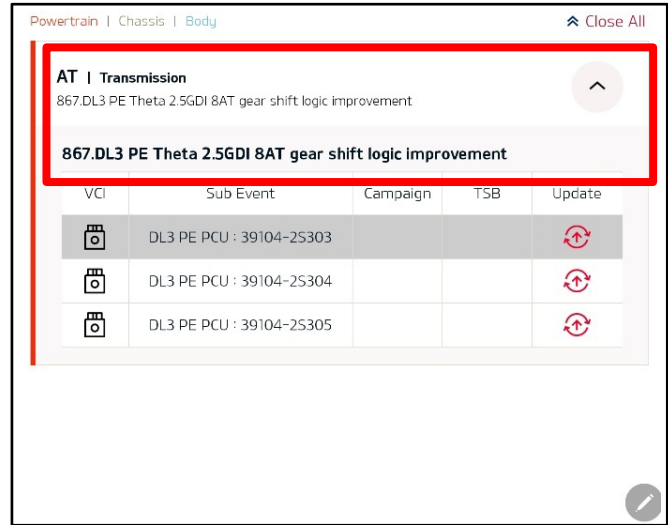 Powertrain | Chassis | Body
Close All
AT | Transmission
867.DL3 PE Theta 2.5GDI 8AT gear shift logic improvement
867.DL3 PE Theta 2.5GDI 8AT gear shift logic improvement
VCI Sub Event Campaign TSB Update
DL3 PE PCU : 39104-2S303
DL3 PE PCU : 39104-2S304
DL3 PE PCU : 39104-2S305